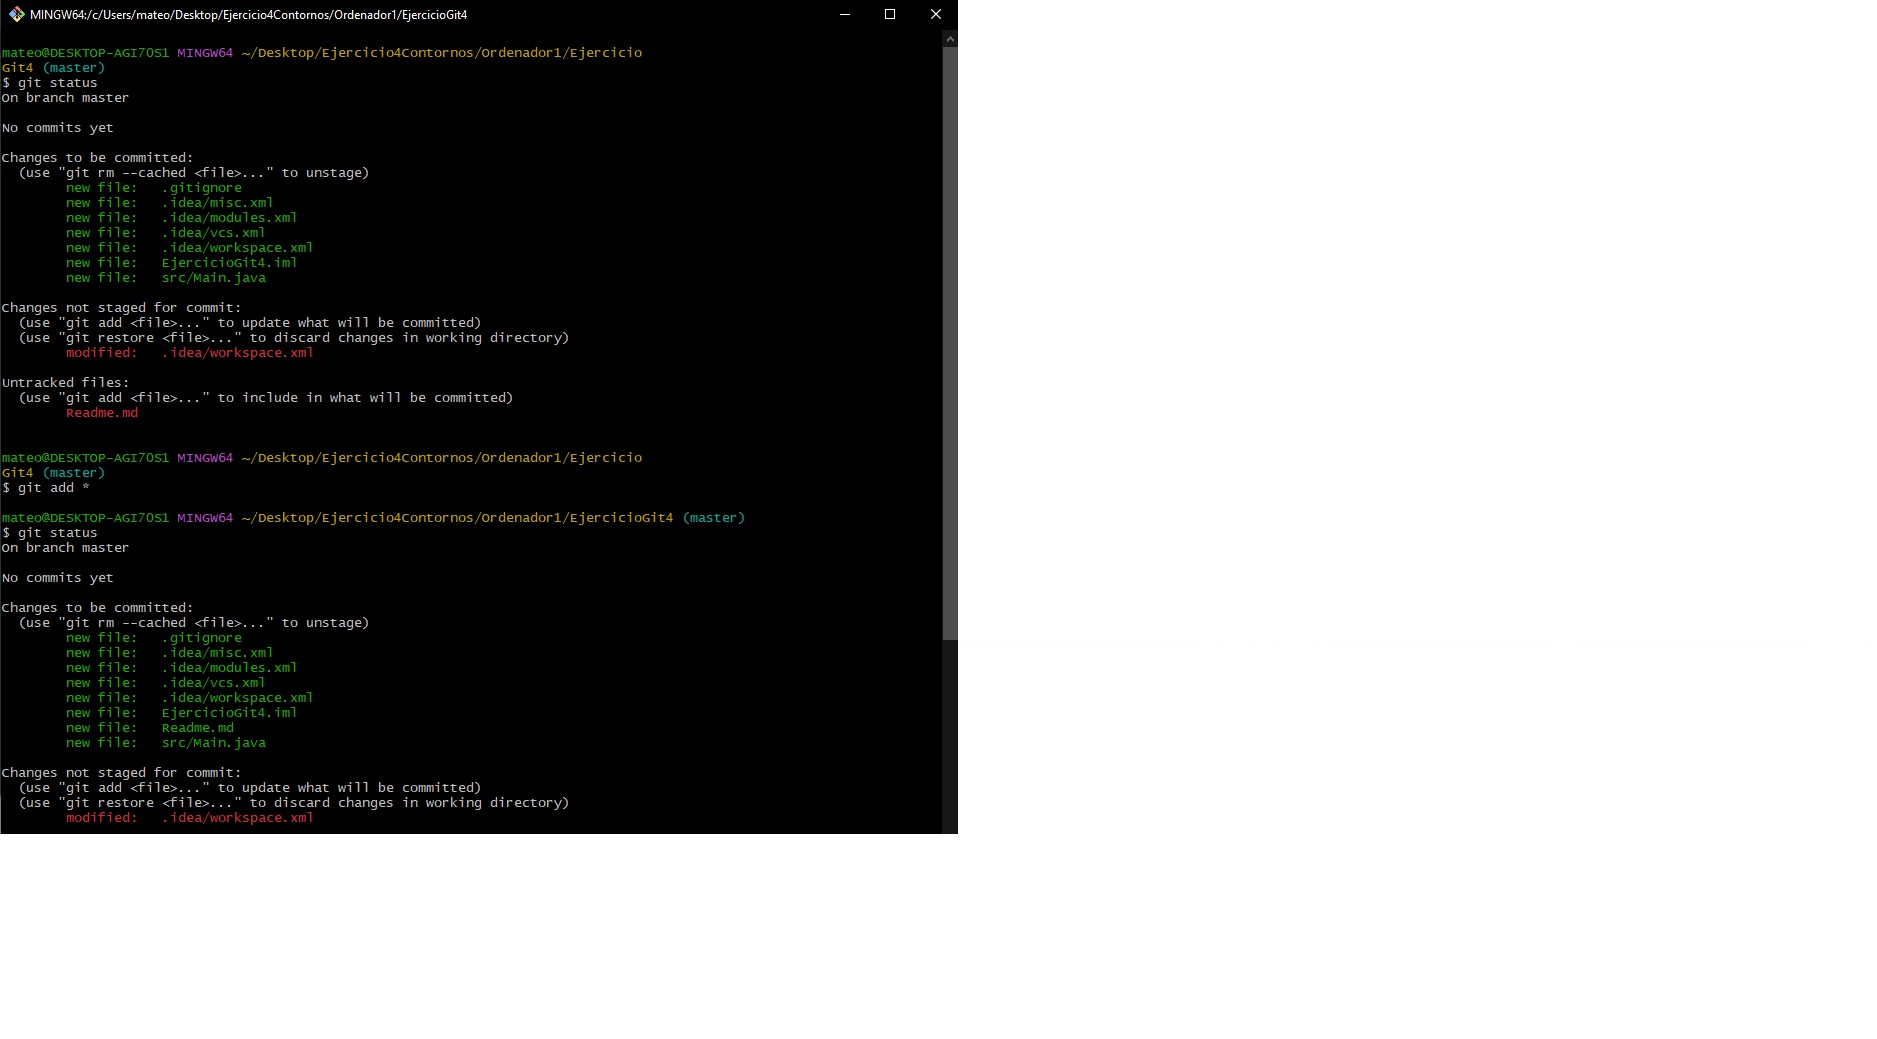 MINGW64:/c/Users/mateo/Desktop/Ejercicio4Contornos/Ordenador1/EjercicioGit4
mateo@DESKTOP-AGI70S1 MINGW64 ~/Desktop/Ejercicio4Contornos/Ordenador1/Ejercicio
Git4 (master)
$ git status
On branch master
No commits yet
Changes to be committed:
  (use "git rm --cached <file>..." to unstage)
        new file:   .gitignore
        new file:   .idea/misc.xml
        new file:   .idea/modules.xml
        new file:   .idea/vcs.xml
        new file:   .idea/workspace.xml
        new file:   EjercicioGit4.iml
        new file:   src/Main.java
Changes not staged for commit:
  (use "git add <file>..." to update what will be committed)
  (use "git restore <file>..." to discard changes in working directory)
        modified:   .idea/workspace.xml
Untracked files:
  (use "git add <file>..." to include in what will be committed)
        Readme.md
mateo@DESKTOP-AGI70S1 MINGW64 ~/Desktop/Ejercicio4Contornos/Ordenador1/Ejercicio
Git4 (master)
$ git add *
mateo@DESKTOP-AGI70S1 MINGW64 ~/Desktop/Ejercicio4Contornos/Ordenador1/EjercicioGit4 (master)
$ git status
On branch master
No commits yet
Changes to be committed:
  (use "git rm --cached <file>..." to unstage)
        new file:   .gitignore
        new file:   .idea/misc.xml
        new file:   .idea/modules.xml
        new file:   .idea/vcs.xml
        new file:   .idea/workspace.xml
        new file:   EjercicioGit4.iml
        new file:   Readme.md
        new file:   src/Main.java
Changes not staged for commit:
  (use "git add <file>..." to update what will be committed)
  (use "git restore <file>..." to discard changes in working directory)
        modified:   .idea/workspace.xml